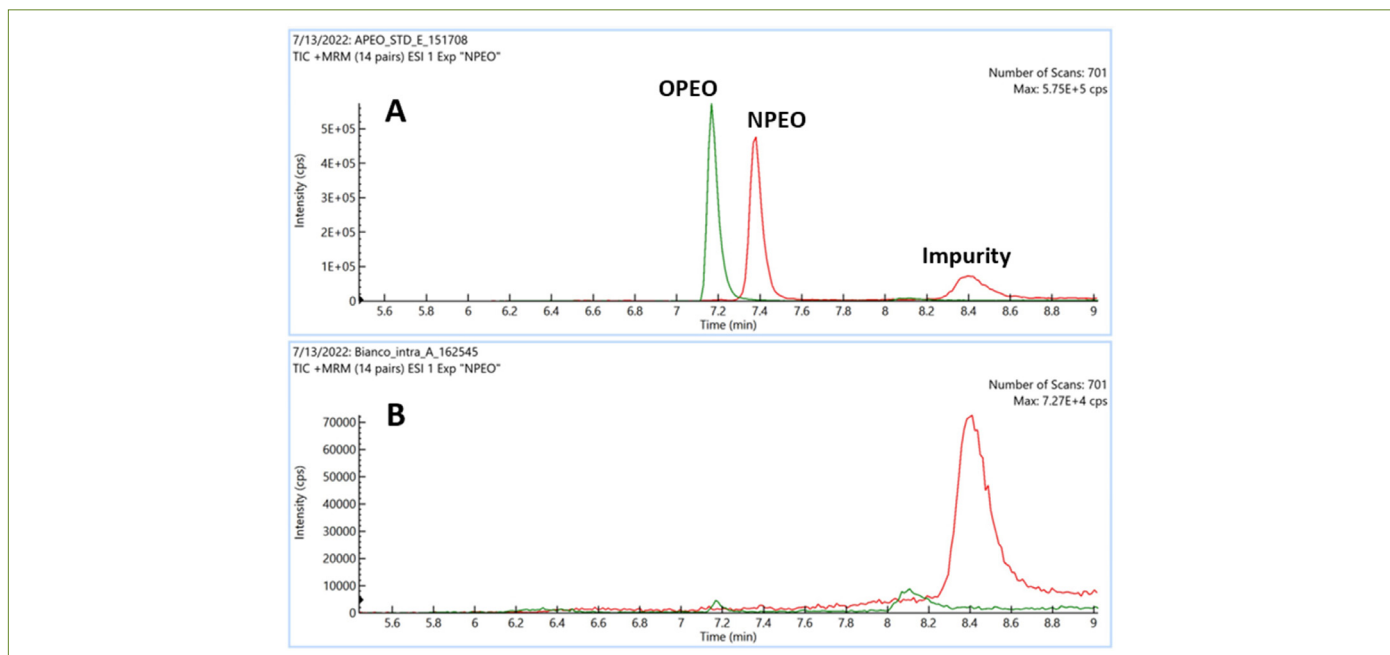 7/13/2022: APEO_STD_E_151708
TIC +MRM (14 pairs) ESI 1 Exp "NPEO"
Number of Scans: 701
Max: 5.75E+5 cps
A
OPEO
NPEO
Impurity
Intensity (cps)
5E+05
4E+05
3E+05
2E+05
1E+05
0
5.6 5.8 6 6.2 6.4 6.6 6.8 7 7.2 7.4 7.6 7.8 8 8.2 8.4 8.6 8.8 9
Time (min)
7/13/2022: Bianco_intra_A_162545
TIC +MRM (14 pairs) ESI 1 Exp "NPEO"
Number of Scans: 701
Max: 7.27E+4 cps
B
Intensity (cps)
70000
60000
50000
40000
30000
20000
10000
0
5.6 5.8 6 6.2 6.4 6.6 6.8 7 7.2 7.4 7.6 7.8 8 8.2 8.4 8.6 8.8 9
Time (min)